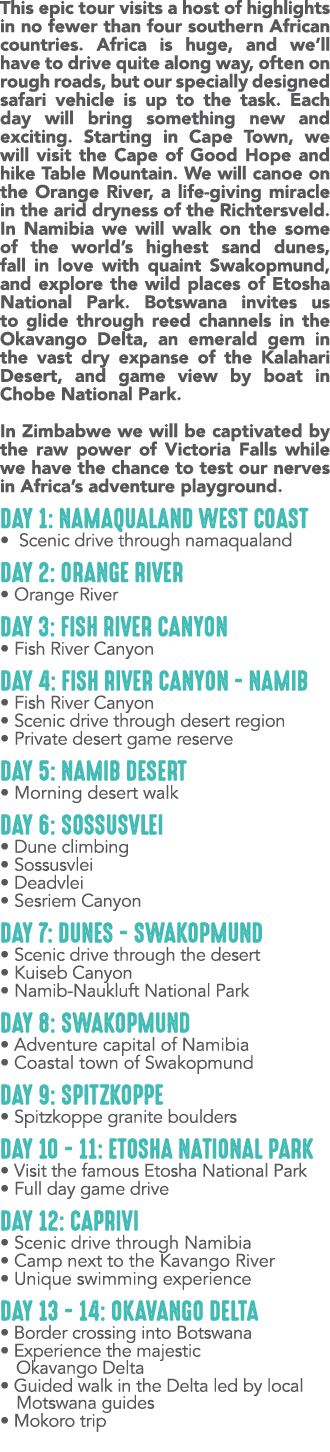 This epic tour visits a host of highlights
in no fewer than four southern African
countries. Africa is huge, and we'll
have to drive quite along way, often on
rough roads, but our specially designed
safari vehicle is up to the task. Each
day will bring something new and
exciting. Starting in Cape Town, we
will visit the Cape of Good Hope and
hike Table Mountain. We will canoe on
the Orange River, a life-giving miracle
in the arid dryness of the Richtersveld.
In Namibia we will walk on the some
of the world's highest sand dunes,
fall in love with quaint Swakopmund,
and explore the wild places of Etosha
National Park. Botswana invites us
to glide through reed channels in the
Okavango Delta, an emerald gem in
the vast dry expanse of the Kalahari
Desert, and game view by boat in
Chobe National Park.
In Zimbabwe we will be captivated by
the raw power of Victoria Falls while
we have the chance to test our nerves
in Africa's adventure playground.
DAY 1: NAMAQUALAND WEST COAST
• Scenic drive through namaqualand
DAY 2: ORANGE RIVER
• Orange River
DAY 3: FISH RIVER CANYON
• Fish River Canyon
DAY 4: FISH RIVER CANYON - NAMIB
• Fish River Canyon
• Scenic drive through desert region
• Private desert game reserve
DAY 5: NAMIB DESERT
• Morning desert walk
DAY 6: SOSSUSVLEI
• Dune climbing
• Sossusvlei
• Deadvlei
• Sesriem Canyon
DAY 7: DUNES - SWAKOPMUND
• Scenic drive through the desert
• Kuiseb Canyon
• Namib-Naukluft National Park
DAY 8: SWAKOPMUND
• Adventure capital of Namibia
• Coastal town of Swakopmund
DAY 9: SPITZKOPPE
• Spitzkoppe granite boulders
DAY 10 - 11: ETOSHA NATIONAL PARK
• Visit the famous Etosha National Park
• Full day game drive
DAY 12: CAPRIVI
• Scenic drive through Namibia
• Camp next to the Kavango River
• Unique swimming experience
DAY 13 - 14: OKAVANGO DELTA
• Border crossing into Botswana
• Experience the majestic
Okavango Delta
• Guided walk in the Delta led by local
Motswana guides
• Mokoro trip